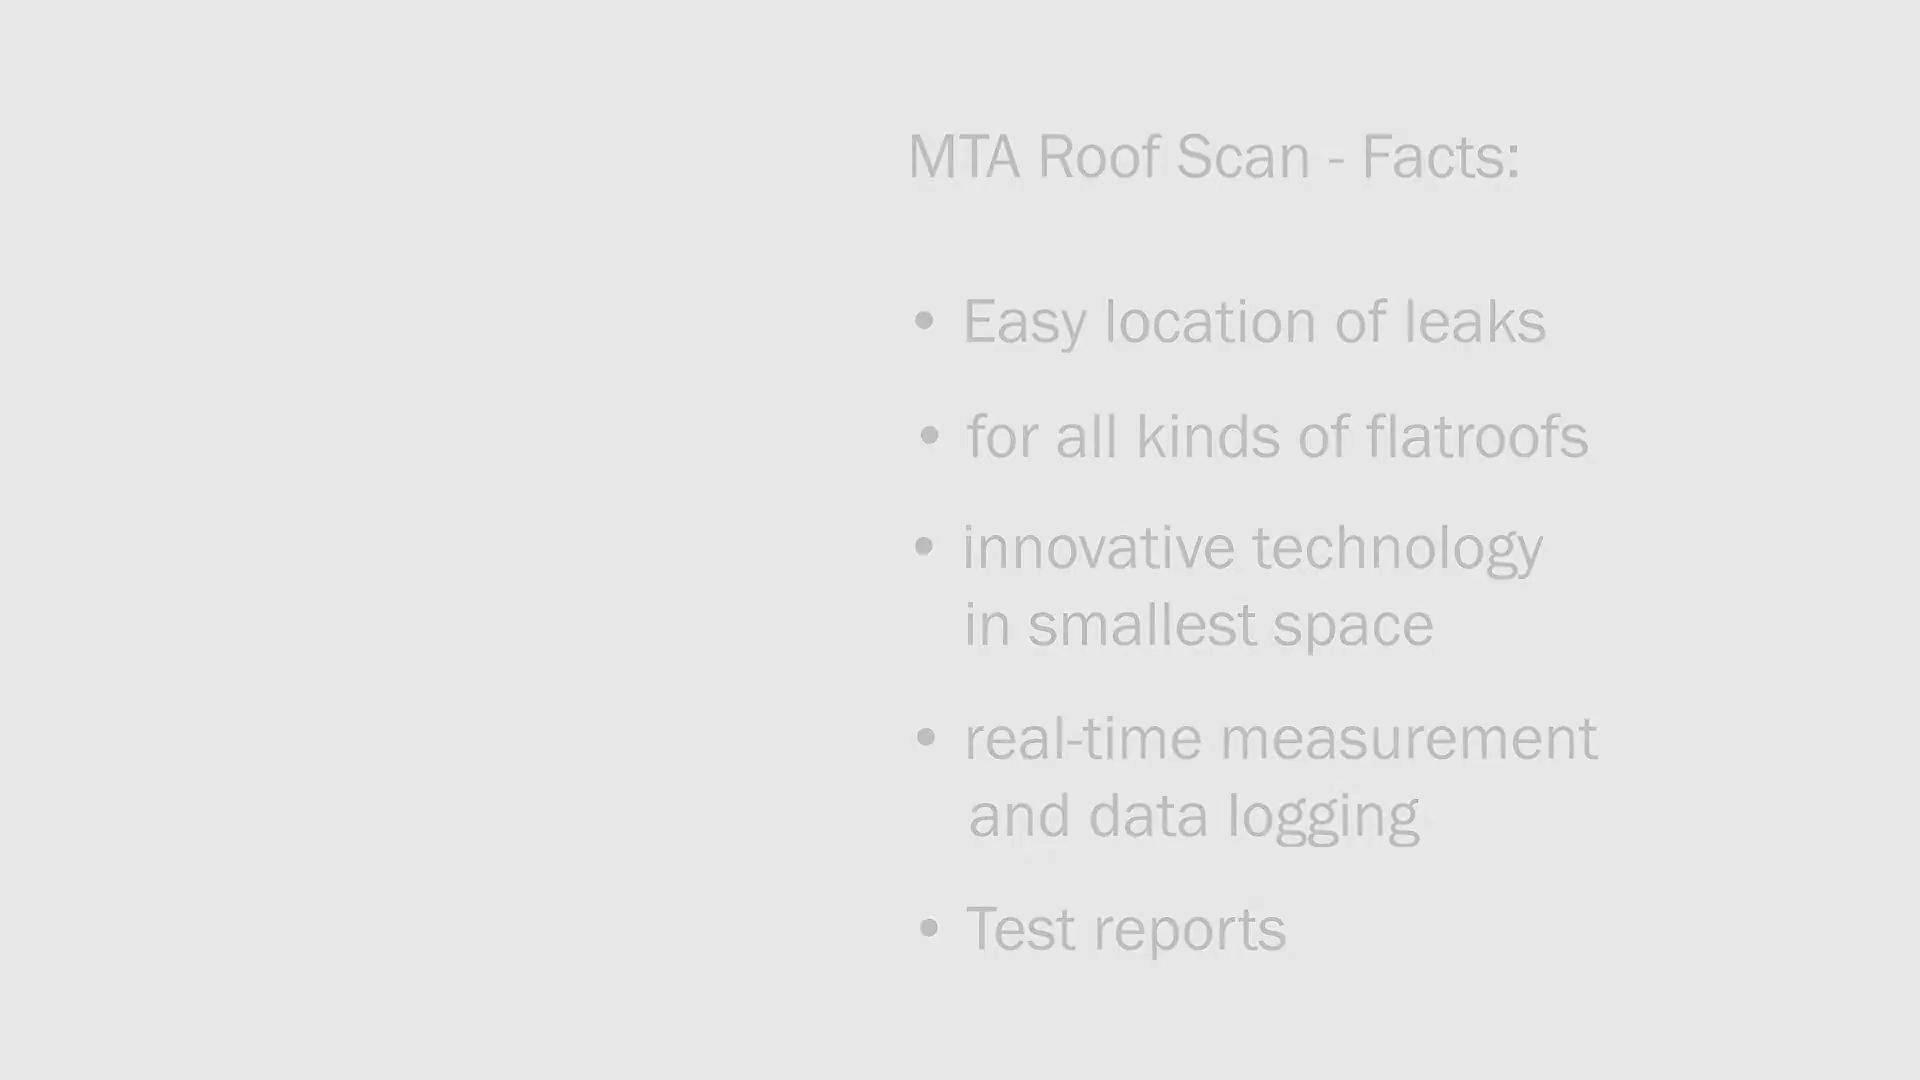 MTA Roof Scan - Facts:
• Easy location of leaks
• for all kinds of flatroofs
• innovative technology
in smallest space
• real-time measurement
and data logging
• Test reports